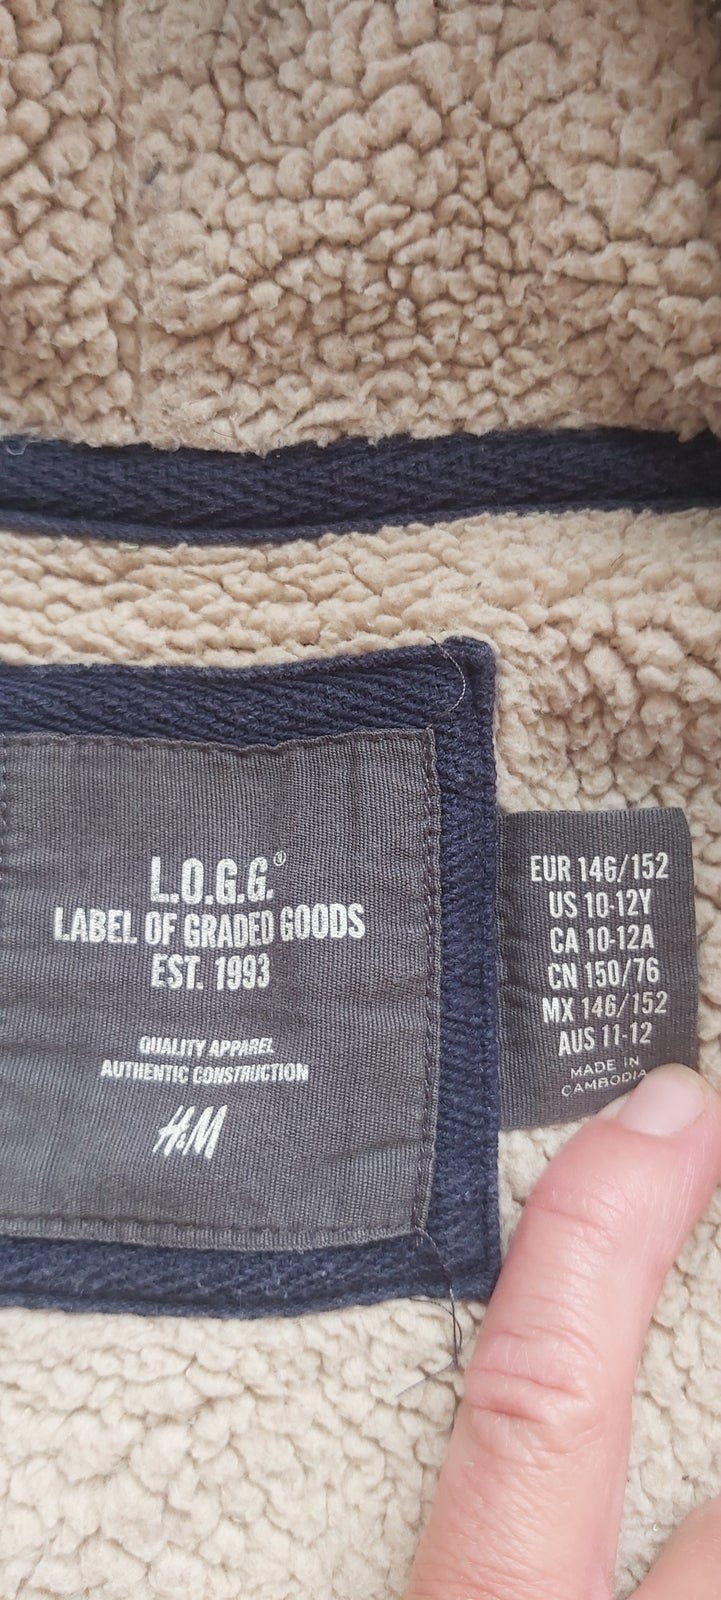 L.O.G.G.®
LABEL OF GRADED GOODS
EST. 1993
QUALITY APPAREL
AUTHENTIC CONSTRUCTION
H&M
EUR 146/152
US 10-12Y
CA 10-12A
CN 150/76
MX 146/152
AUS 11-12
MADE IN
CAMBODIA